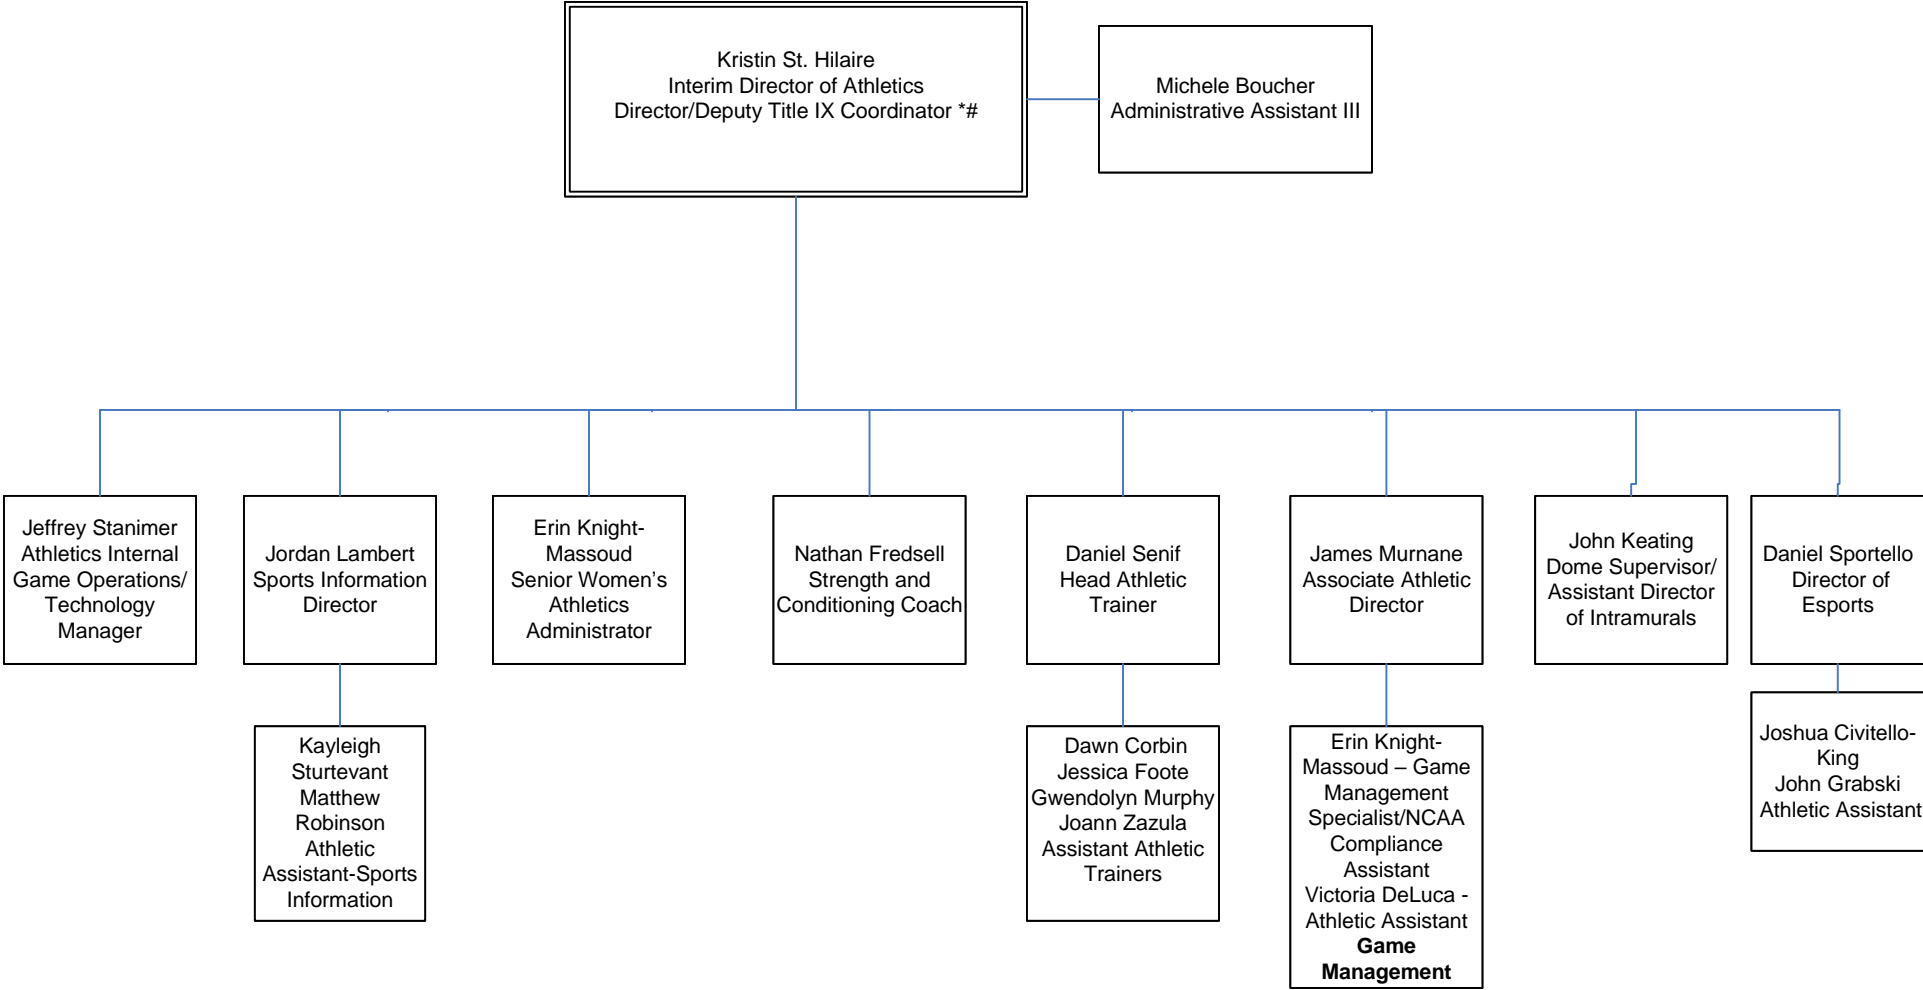 Kristin St. Hilaire
Interim Director of Athletics
Director/Deputy Title IX Coordinator *#
Michele Boucher
Administrative Assistant III
Jeffrey Stanimer
Athletics Internal
Game Operations/
Technology
Manager
Jordan Lambert
Sports Information
Director
Erin Knight-
Massoud
Senior Women’s
Athletics
Administrator
Nathan Fredsell
Strength and
Conditioning Coach
Daniel Senif
Head Athletic
Trainer
James Murnane
Associate Athletic
Director
John Keating
Dome Supervisor/
Assistant Director
of Intramurals
Daniel Sportello
Director of
Esports
Kayleigh
Sturtevant
Matthew
Robinson
Athletic
Assistant-Sports
Information
Dawn Corbin
Jessica Foote
Gwendolyn Murphy
Joann Zazula
Assistant Athletic
Trainers
Erin Knight-
Massoud – Game
Management
Specialist/NCAA
Compliance
Assistant
Victoria DeLuca -
Athletic Assistant
Game
Management
Joshua Civitello-
King
John Grabski
Athletic Assistant